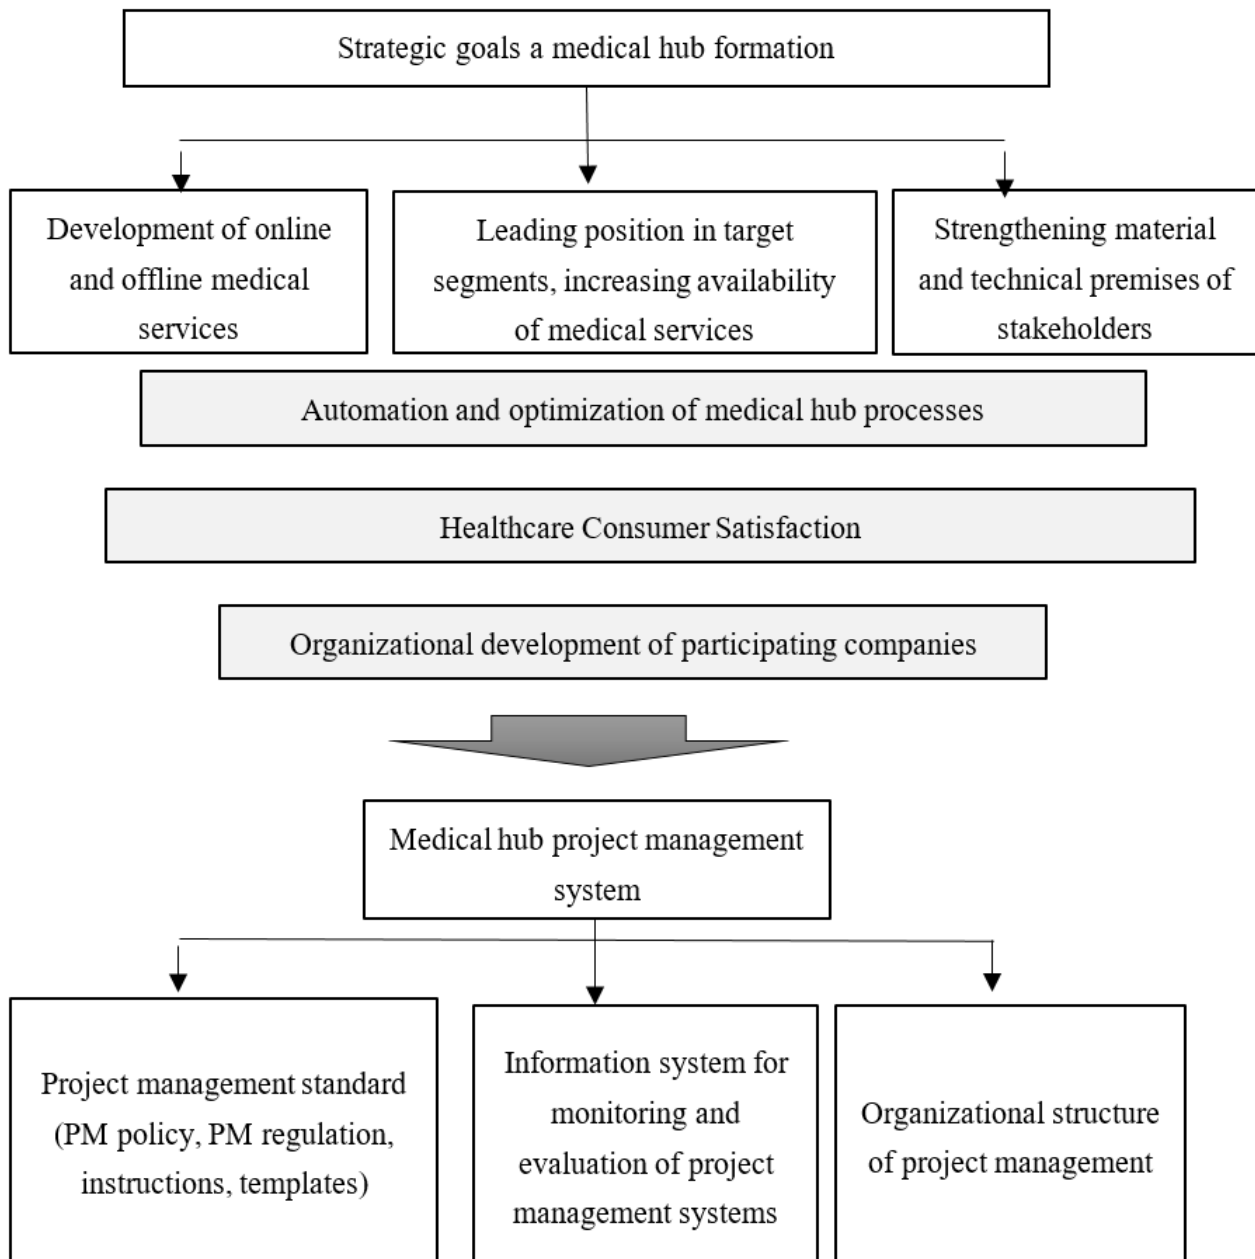 Strategic goals a medical hub formation
Development of online
and offline medical
services
Leading position in target
segments, increasing availability
of medical services
Strengthening material
and technical premises of
stakeholders
Automation and optimization of medical hub processes
Healthcare Consumer Satisfaction
Organizational development of participating companies
Medical hub project management
system
Project management standard
(PM policy, PM regulation,
instructions, templates)
Information system for
monitoring and
evaluation of project
management systems
Organizational structure
of project management